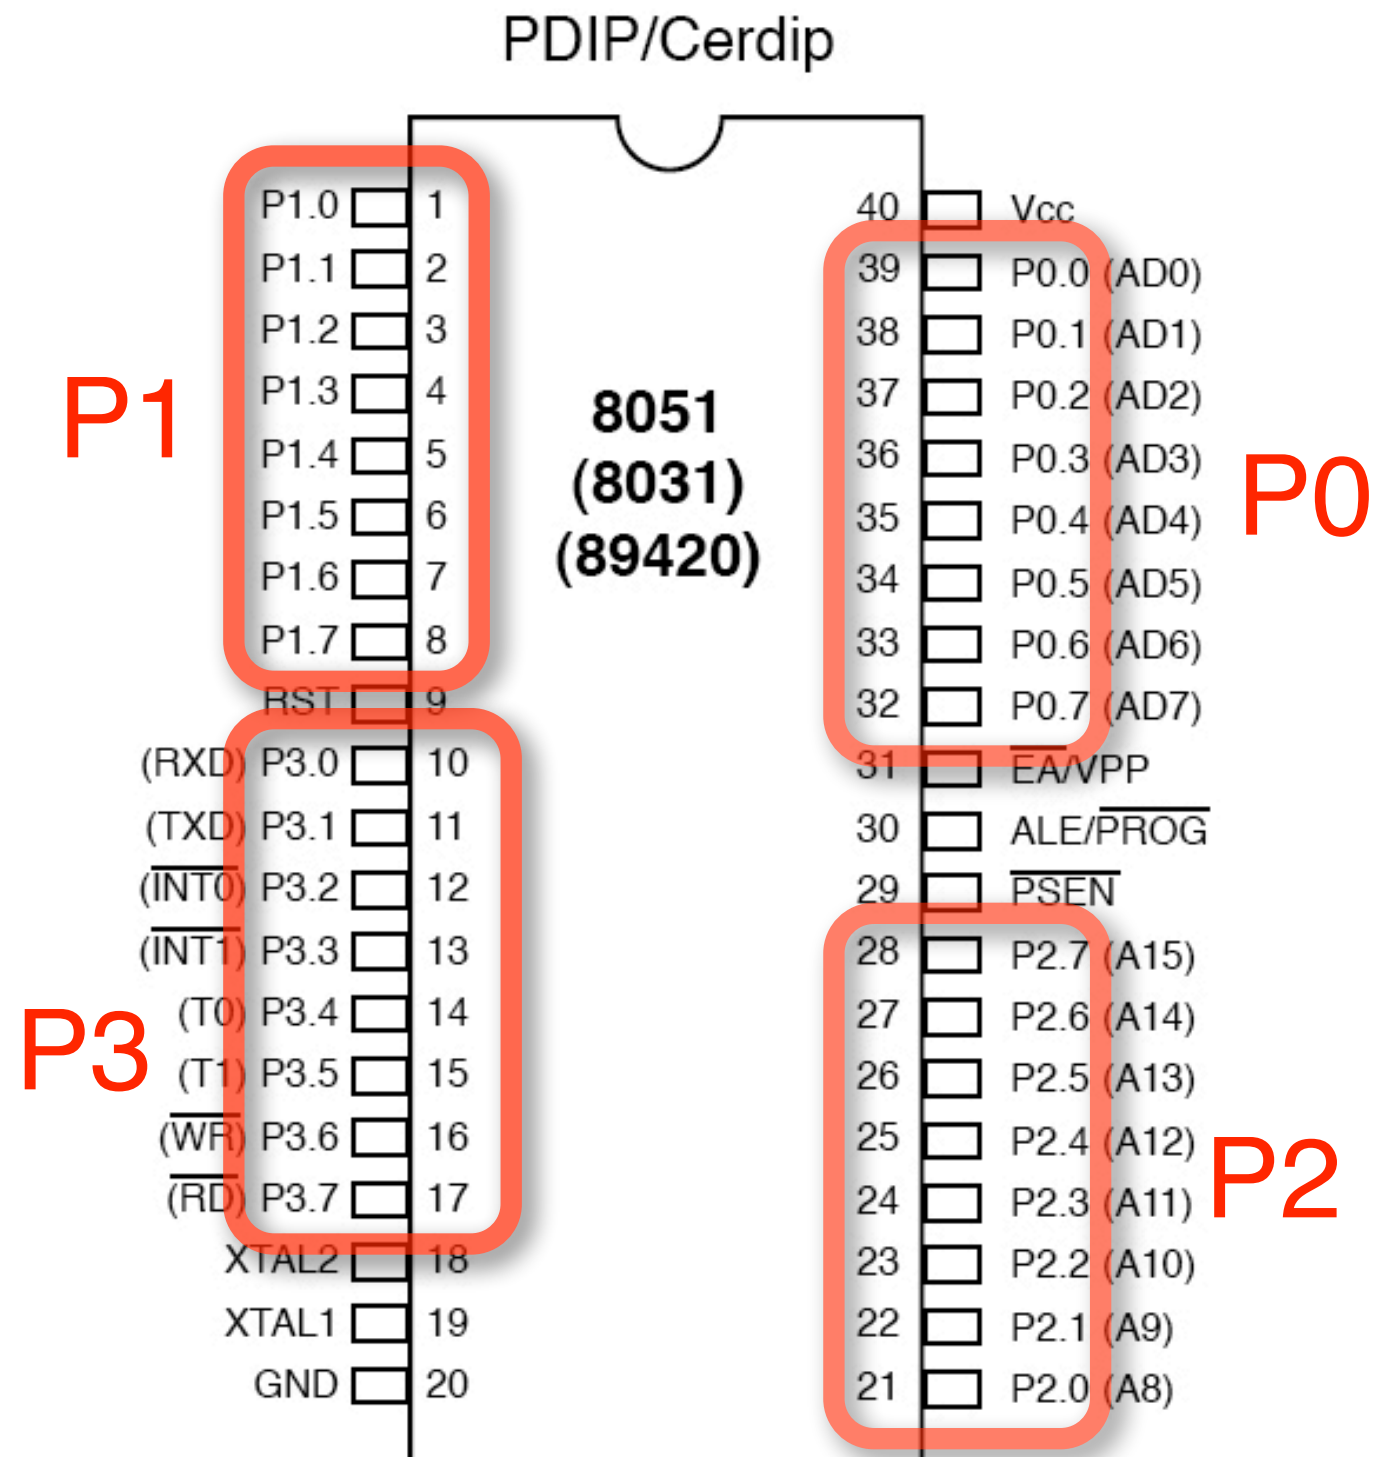 PDIP/Cerdip
P1.0 1 40 Vcc
P1.1 2 39 P0.0 (AD0)
P1.2 3 38 P0.1 (AD1)
P1.3 4 37 P0.2 (AD2)
P1.4 5 36 P0.3 (AD3)
P1.5 6 35 P0.4 (AD4)
P1.6 7 34 P0.5 (AD5)
P1.7 8 33 P0.6 (AD6)
RST 9 32 P0.7 (AD7)
(RXD) P3.0 10 31 EA/VPP
(TXD) P3.1 11 30 ALE/PROG
(INT0) P3.2 12 29 PSEN
(INT1) P3.3 13 28 P2.7 (A15)
(T0) P3.4 14 27 P2.6 (A14)
(T1) P3.5 15 26 P2.5 (A13)
(WR) P3.6 16 25 P2.4 (A12)
(RD) P3.7 17 24 P2.3 (A11)
XTAL2 18 23 P2.2 (A10)
XTAL1 19 22 P2.1 (A9)
GND 20 21 P2.0 (A8)
8051
(8031)
(89420)
P1
P0
P3
P2